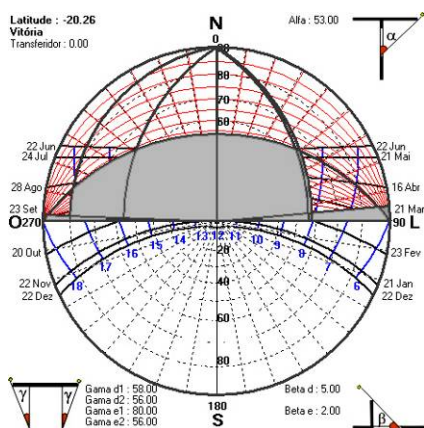 Latitude : -20.26
Vitória
Transferidor : 0.00
N
0
Alfa : 53.00
α
90
80
70
60
22 Jun
24 Jul
28 Ago
23 Set
22 Jun
21 Mai
16 Abr
21 Mar
O 270
90 L
13 12 11
18 17 16 15 14
10 9 8 7 6
20 Out
22 Nov
22 Dez
23 Fev
21 Jan
22 Dez
20
40
60
80
180
S
γ γ
Gama d1 : 58.00
Gama d2 : 56.00
Gama e1 : 80.00
Gama e2 : 56.00
Beta d : 5.00
Beta e : 2.00
β